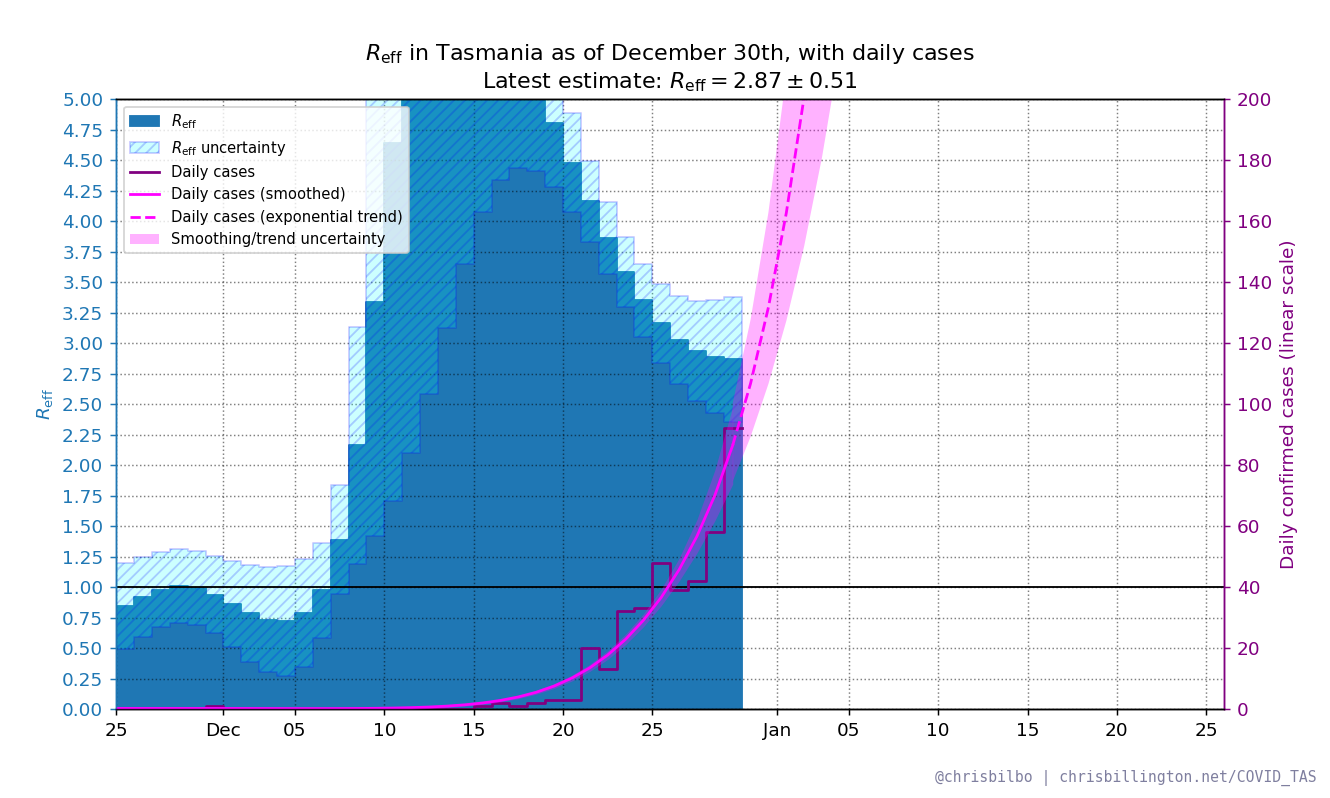 R_eff in Tasmania as of December 30th, with daily cases
Latest estimate: R_eff = 2.87 ± 0.51
R_eff
R_eff uncertainty
Daily cases
Daily cases (smoothed)
Daily cases (exponential trend)
Smoothing/trend uncertainty
R_eff
5.00
4.75
4.50
4.25
4.00
3.75
3.50
3.25
3.00
2.75
2.50
2.25
2.00
1.75
1.50
1.25
1.00
0.75
0.50
0.25
0.00
200
180
160
140
120
100
80
60
40
20
0
Daily confirmed cases (linear scale)
25 Dec 05 10 15 20 25 Jan 05 10 15 20 25
@chrisbilbo | chrisbillington.net/COVID_TAS